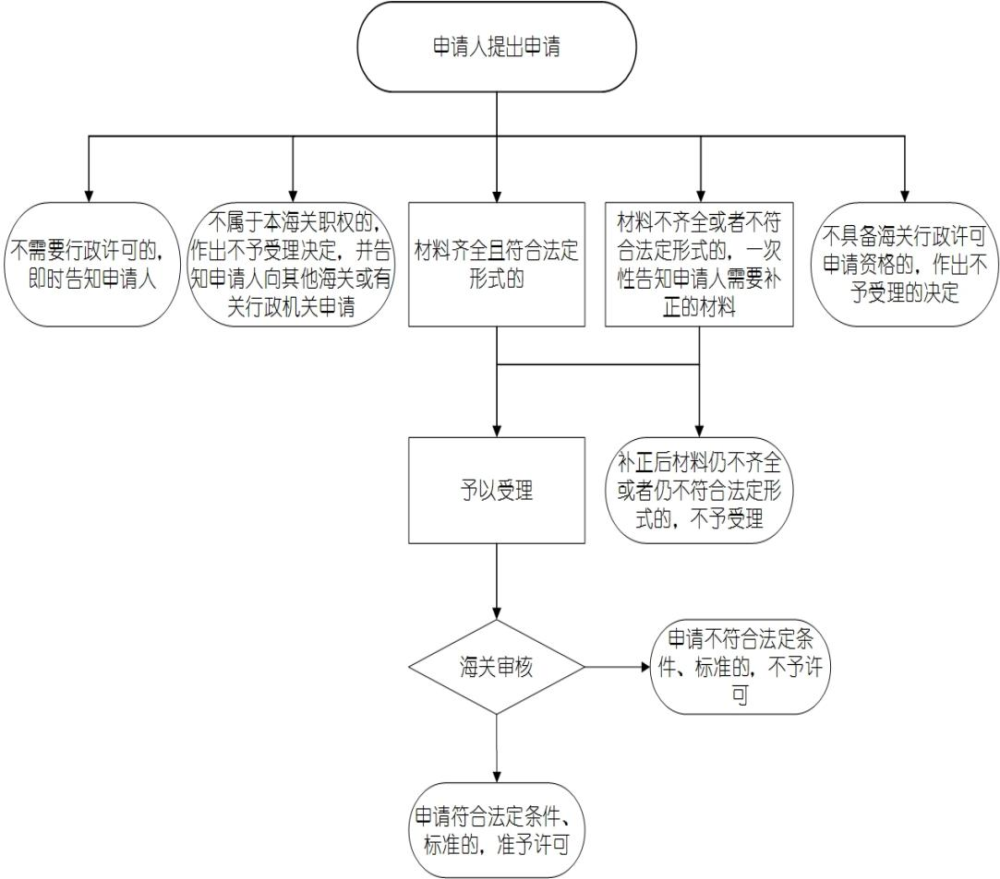 申请人提出申请
不需要行政许可的，
即时告知申请人
不属于本海关职权的，
作出不予受理决定，并告
知申请人向其他海关或有
关行政机关申请
材料齐全且符合法定
形式的
材料不齐全或者不符
合法定形式的，一次
性告知申请人需要补
正的材料
不具备海关行政许可
申请资格的，作出不
予受理的决定
予以受理
补正后材料仍不齐全
或者仍不符合法定形
式的，不予受理
海关审核
申请不符合法定条
件、标准的，不予许
可
申请符合法定条件、
标准的，准予许可